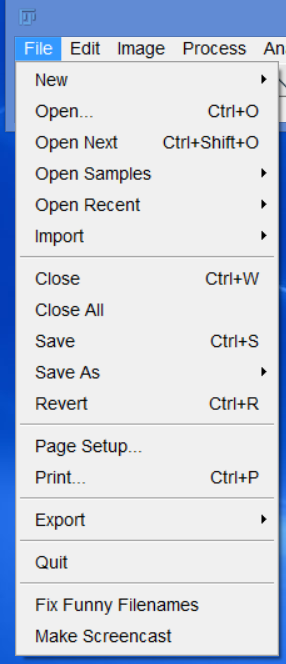 File Edit Image Process An
New
Open... Ctrl+O
Open Next Ctrl+Shift+O
Open Samples
Open Recent
Import
Close Ctrl+W
Close All
Save Ctrl+S
Save As
Revert Ctrl+R
Page Setup...
Print... Ctrl+P
Export
Quit
Fix Funny Filenames
Make Screencast